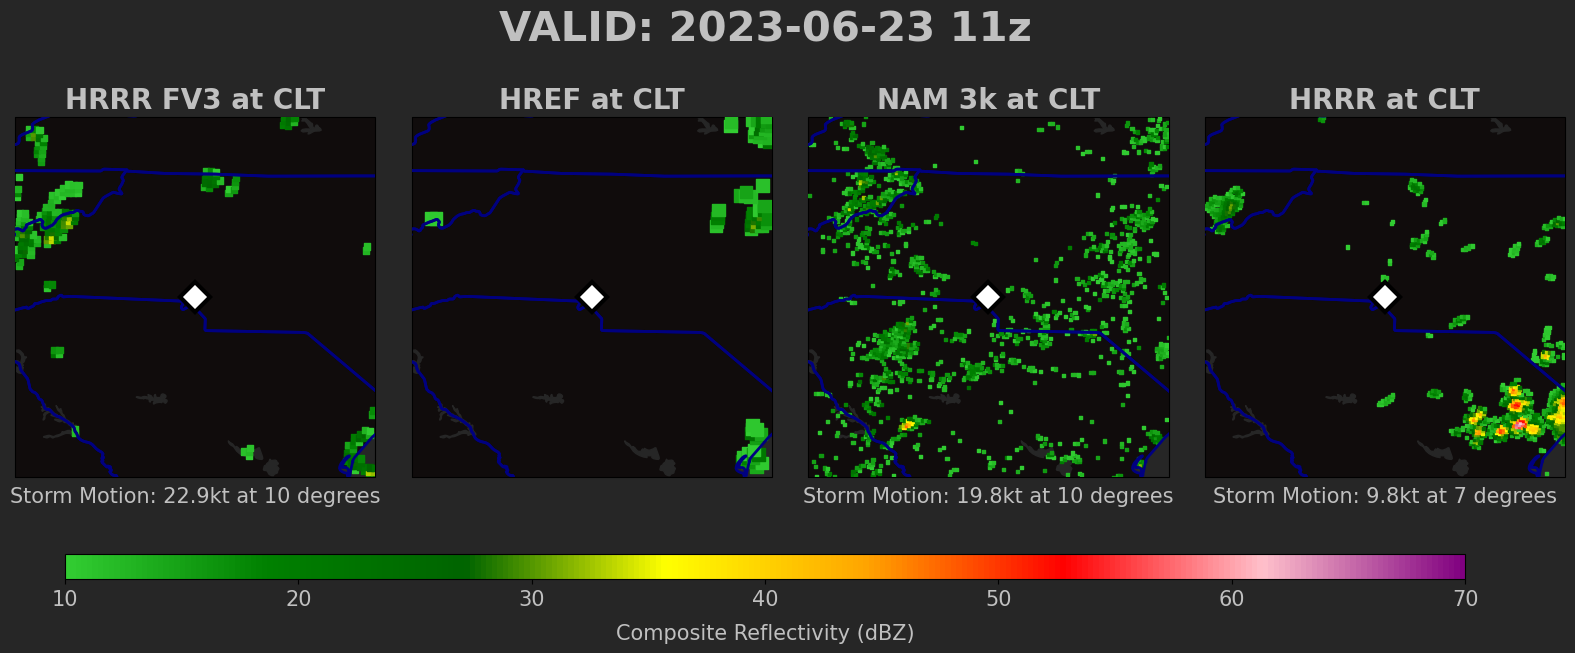 VALID: 2023-06-23 11z
HRRR FV3 at CLT
HREF at CLT
NAM 3k at CLT
HRRR at CLT
Storm Motion: 22.9kt at 10 degrees
Storm Motion: 19.8kt at 10 degrees
Storm Motion: 9.8kt at 7 degrees
10 20 30 40 50 60 70
Composite Reflectivity (dBZ)